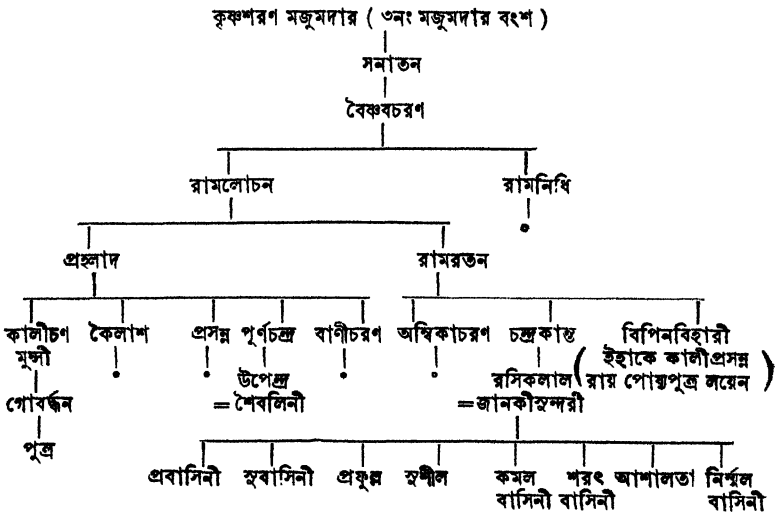 কৃষ্ণশরণ মজুমদার ( ৩নং মজুমদার বংশ )
সনাতন
বৈষ্ণবচরণ
রামলোচন রামনিধি
প্রহ্লাদ রামরতন
কালীচণ কৈলাশ প্রসন্ন পূর্ণচন্দ্র বাণীচরণ অম্বিকাচরণ চন্দ্রকান্ত বিপিনবিহারী
মুন্সী উপেন্দ্র রসিকলাল ( ইহাকে কালীপ্রসন্ন
গোবর্দ্ধন = শৈবলিনী = জানকীসুন্দরী রায় পোষ্যপুত্র লয়েন )
পুত্র
প্রবাসিনী সুবাসিনী প্রফুল্ল সুশীল কমল শরৎ আশালতা নির্ম্মল
বাসিনী বাসিনী বাসিনী